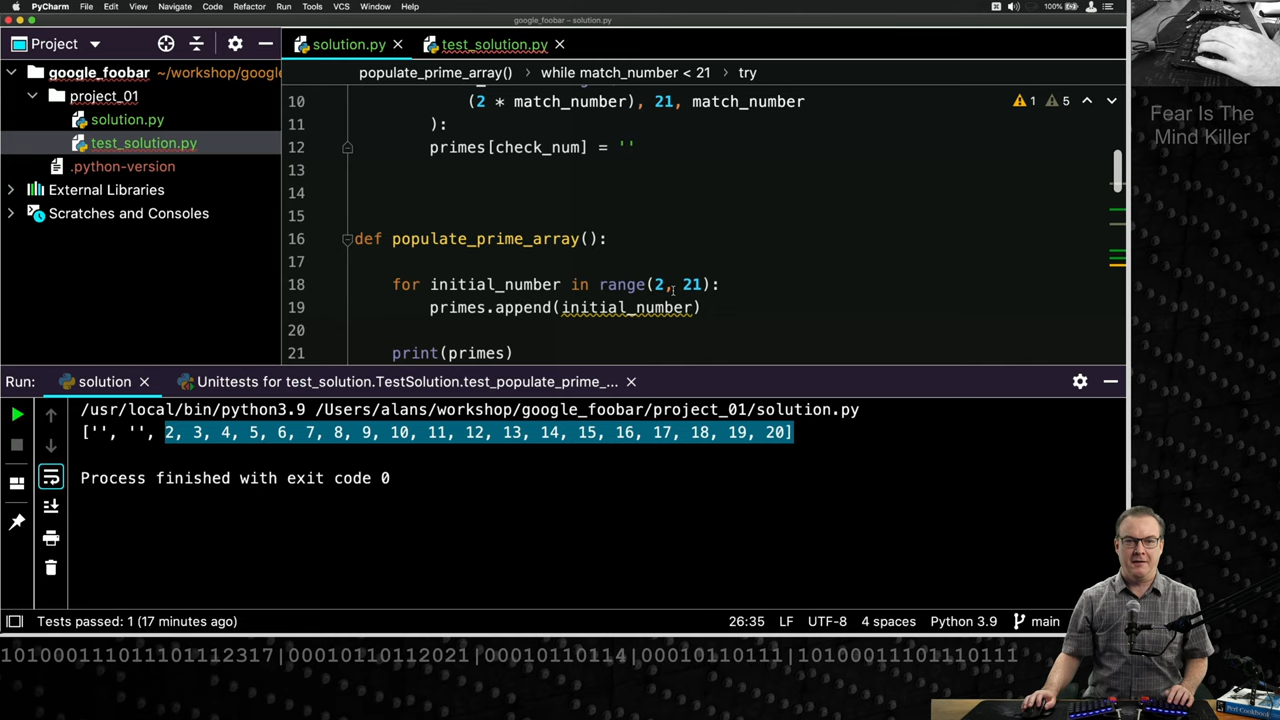 PyCharm File Edit View Navigate Code Refactor Run Tools VCS Window Help 100%
google_foobar – solution.py
Project solution.py test_solution.py
google_foobar ~/workshop/google populate_prime_array() › while match_number < 21 › try
project_01
solution.py
test_solution.py
.python-version
External Libraries
Scratches and Consoles
10 (2 * match_number), 21, match_number
1 5
11 ):
12 primes[check_num] = ''
13
14
15
16 def populate_prime_array():
17
18 for initial_number in range(2, 21):
19 primes.append(initial_number)
20
21 print(primes)
Run: solution Unittests for test_solution.TestSolution.test_populate_prime_...
/usr/local/bin/python3.9 /Users/alans/workshop/google_foobar/project_01/solution.py
['', '', 2, 3, 4, 5, 6, 7, 8, 9, 10, 11, 12, 13, 14, 15, 16, 17, 18, 19, 20]
Process finished with exit code 0
Tests passed: 1 (17 minutes ago) 26:35 LF UTF-8 4 spaces Python 3.9 main
Fear Is The
Mind Killer
101000111011101112317|000101101112021|00010110114|00010110111|10100011101110111
Perl Cookbook